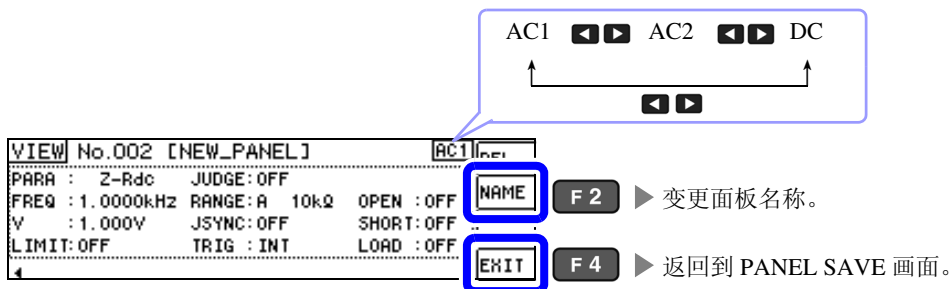 AC1 ◀ ▶ AC2 ◀ ▶ DC
◀ ▶
VIEW No.002 [NEW_PANEL] AC1
PARA : Z-Rdc JUDGE:OFF
FREQ :1.0000kHz RANGE:A 10kΩ OPEN :OFF
V :1.000V JSYNC:OFF SHORT:OFF
LIMIT:OFF TRIG :INT LOAD :OFF
NAME F 2 ▶ 变更面板名称。
EXIT F 4 ▶ 返回到 PANEL SAVE 画面。